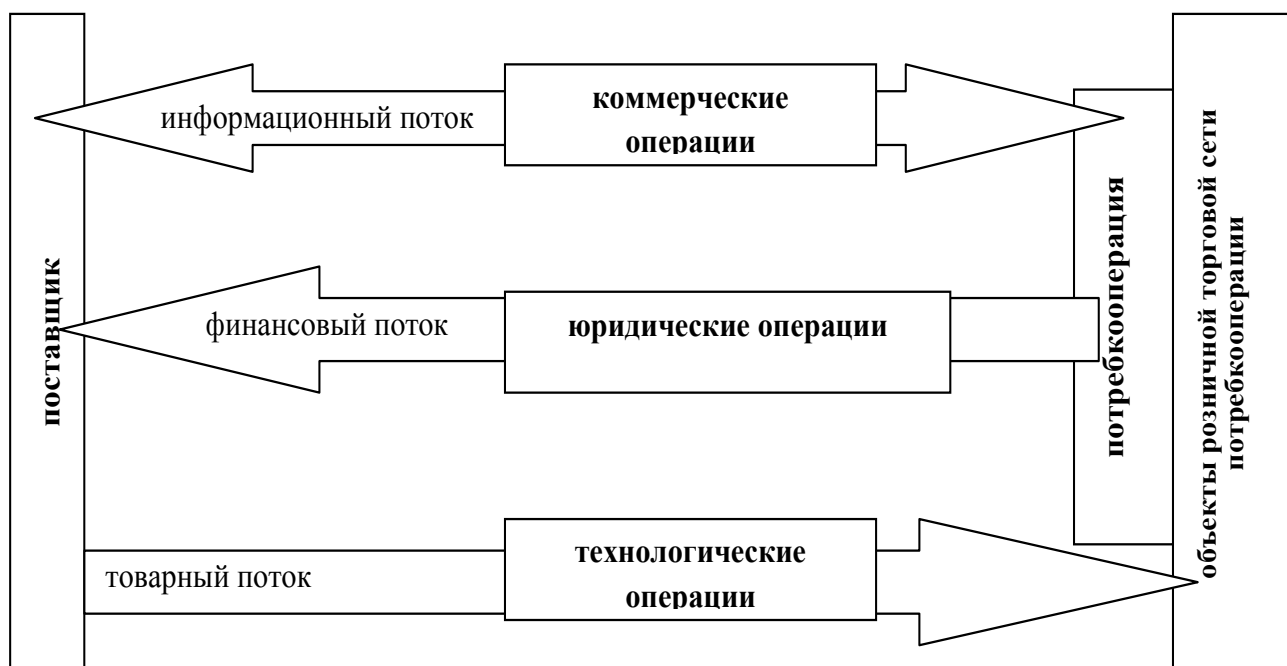 поставщик
информационный поток
коммерческие
операции
финансовый поток
юридические операции
товарный поток
технологические
операции
потребкооперация
объекты розничной торговой сети
потребкооперации